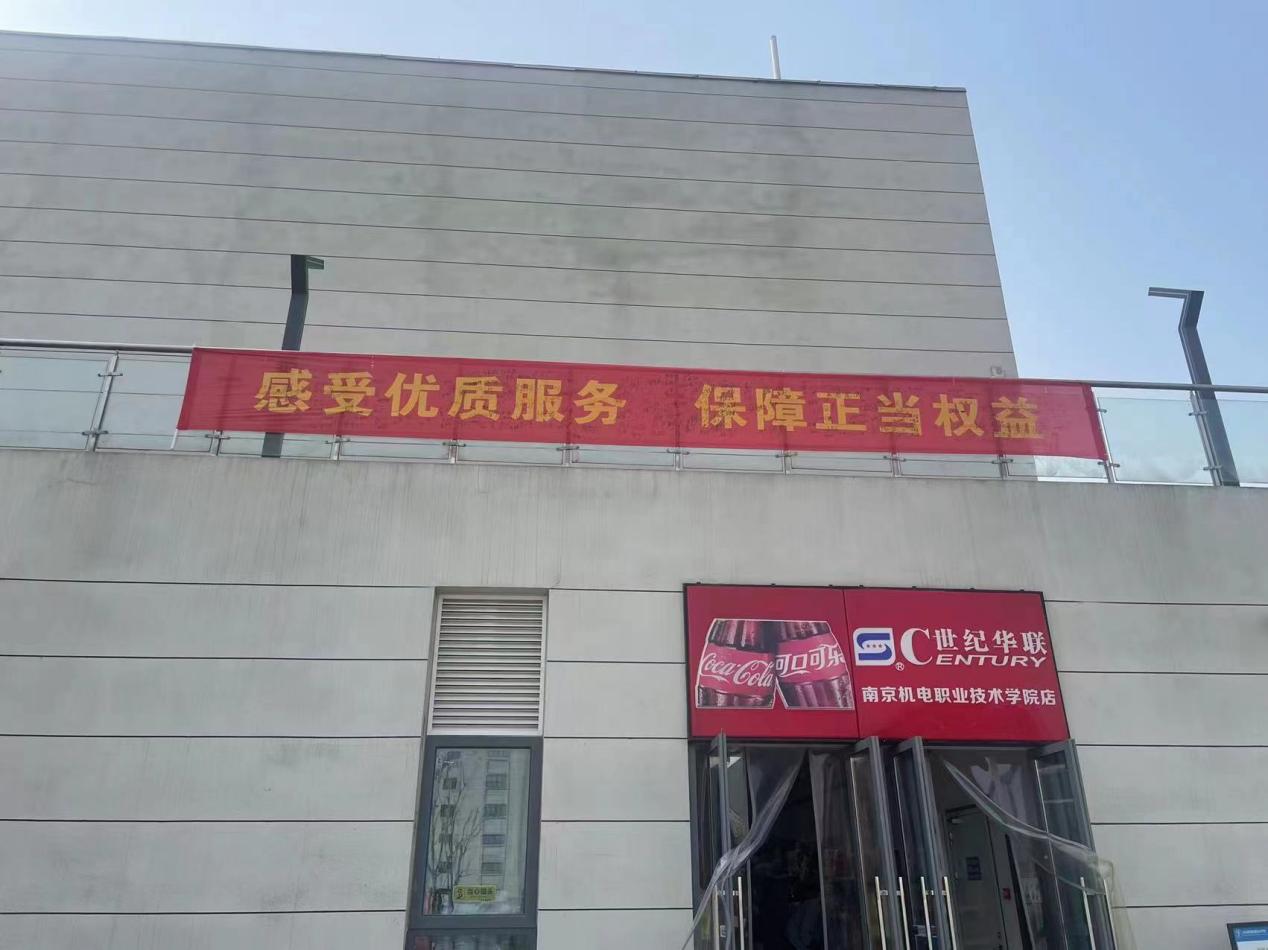 感受优质服务 保障正当权益
Coca-Cola
可口可乐
S
®
世纪华联
CENTURY
南京机电职业技术学院店